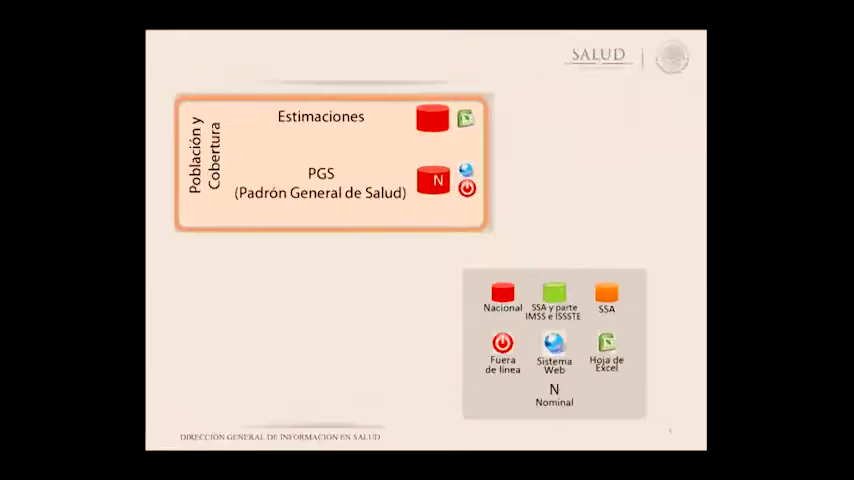 SALUD
Población y
Cobertura
Estimaciones
PGS
(Padrón General de Salud)
N
Nacional
SSA y parte
IMSS e ISSSTE
SSA
Fuera
de línea
Sistema
Web
Hoja de
Excel
N
Nominal
DIRECCIÓN GENERAL DE INFORMACIÓN EN SALUD